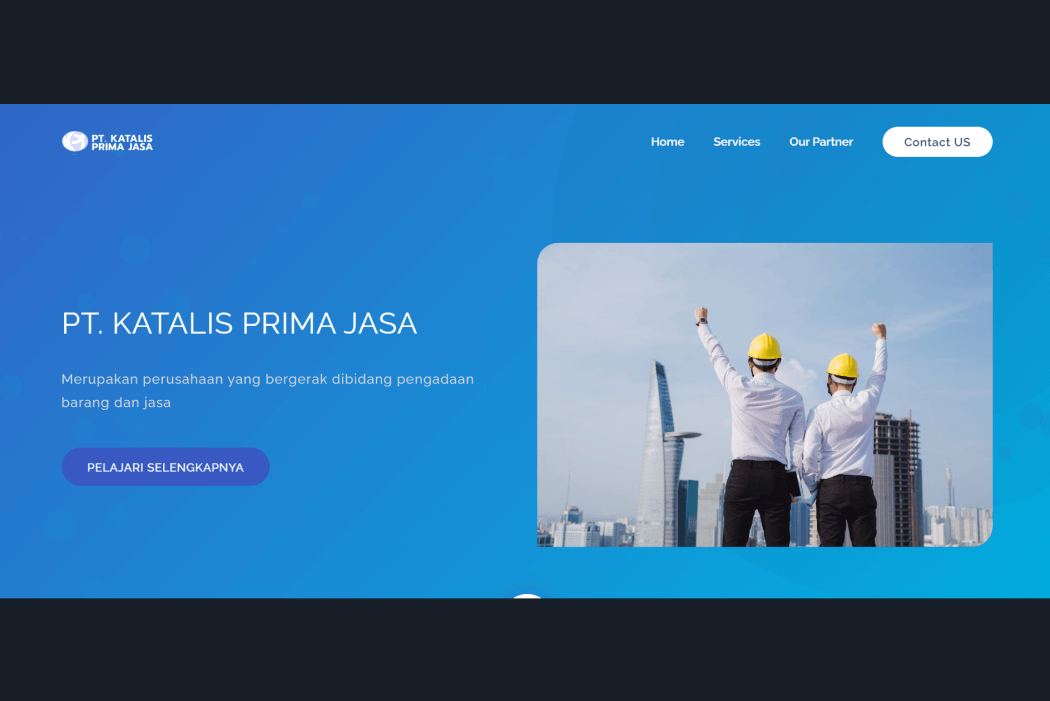 PT. KATALIS
PRIMA JASA
Home
Services
Our Partner
Contact US
PT. KATALIS PRIMA JASA
Merupakan perusahaan yang bergerak dibidang pengadaan
barang dan jasa
PELAJARI SELENGKAPNYA